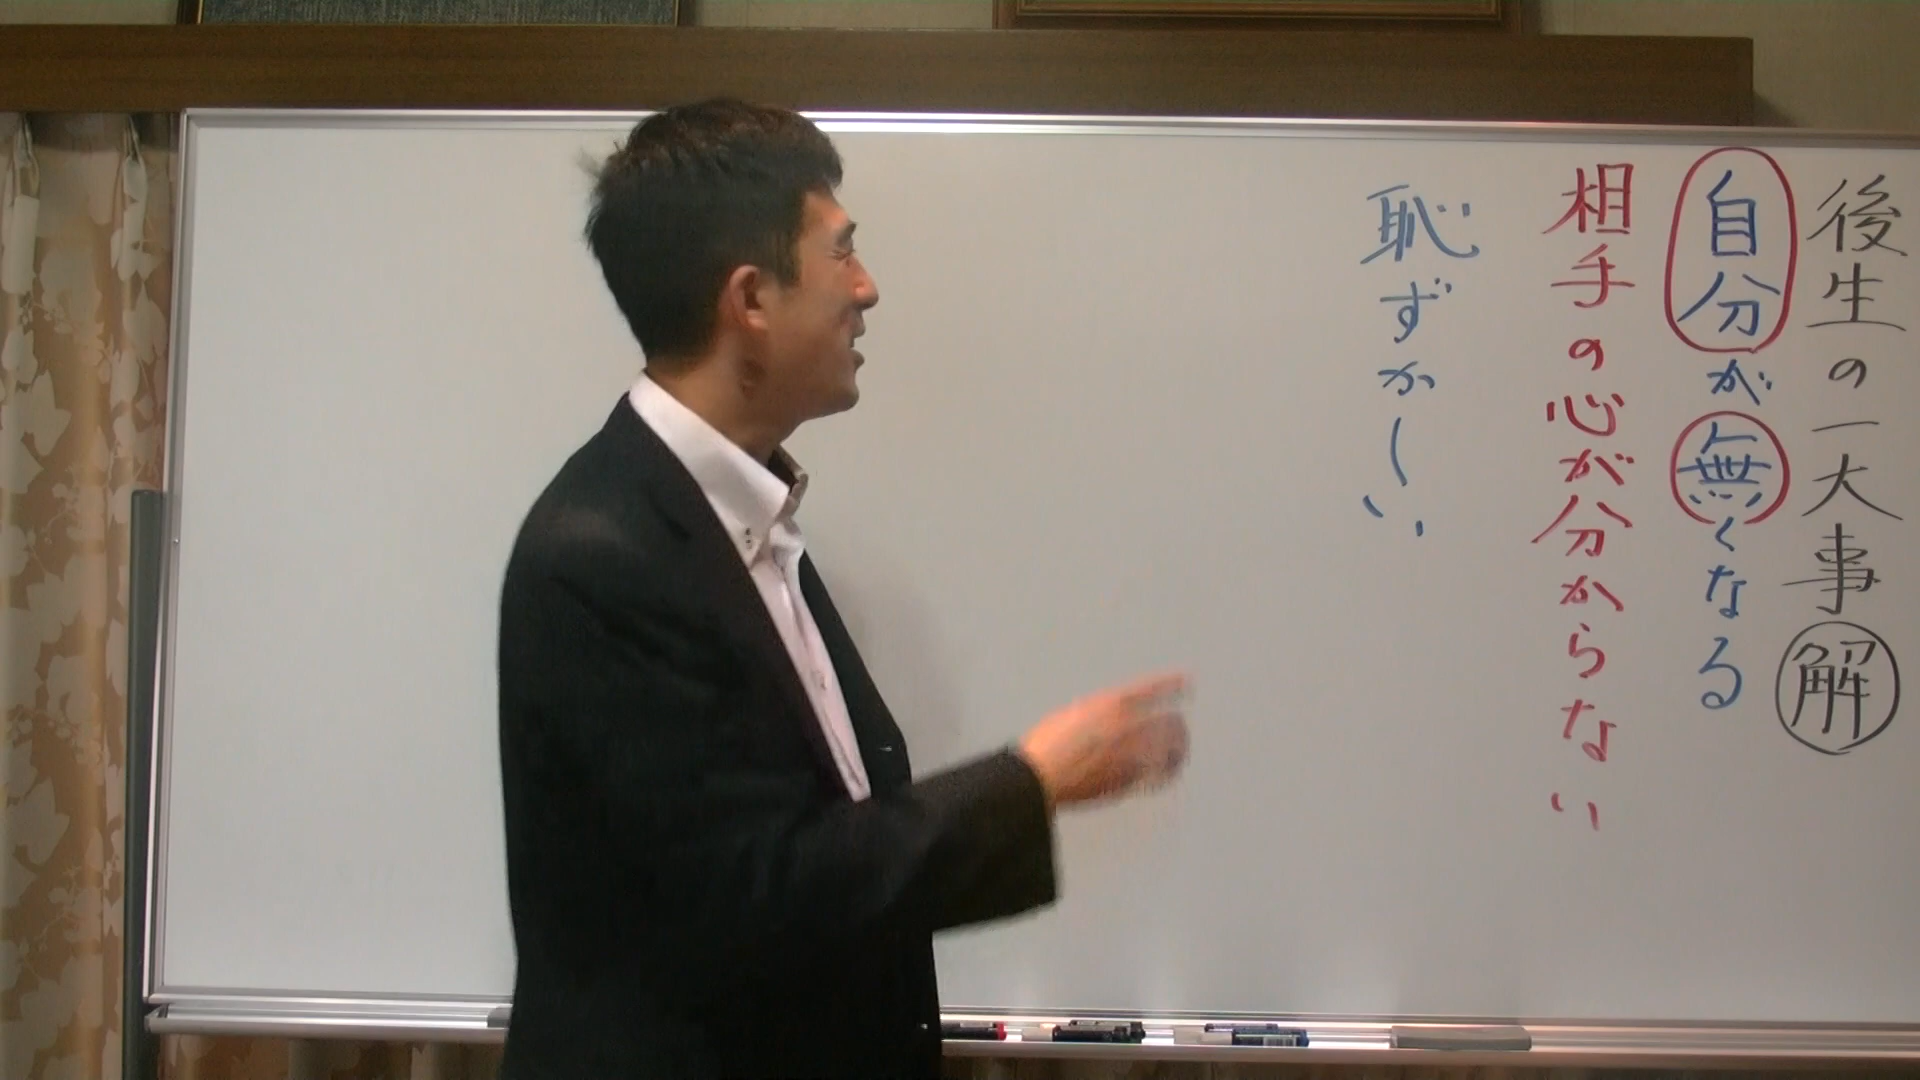 後生の一大事解
自分が無くなる
相手の心が分からない
恥ずかしい